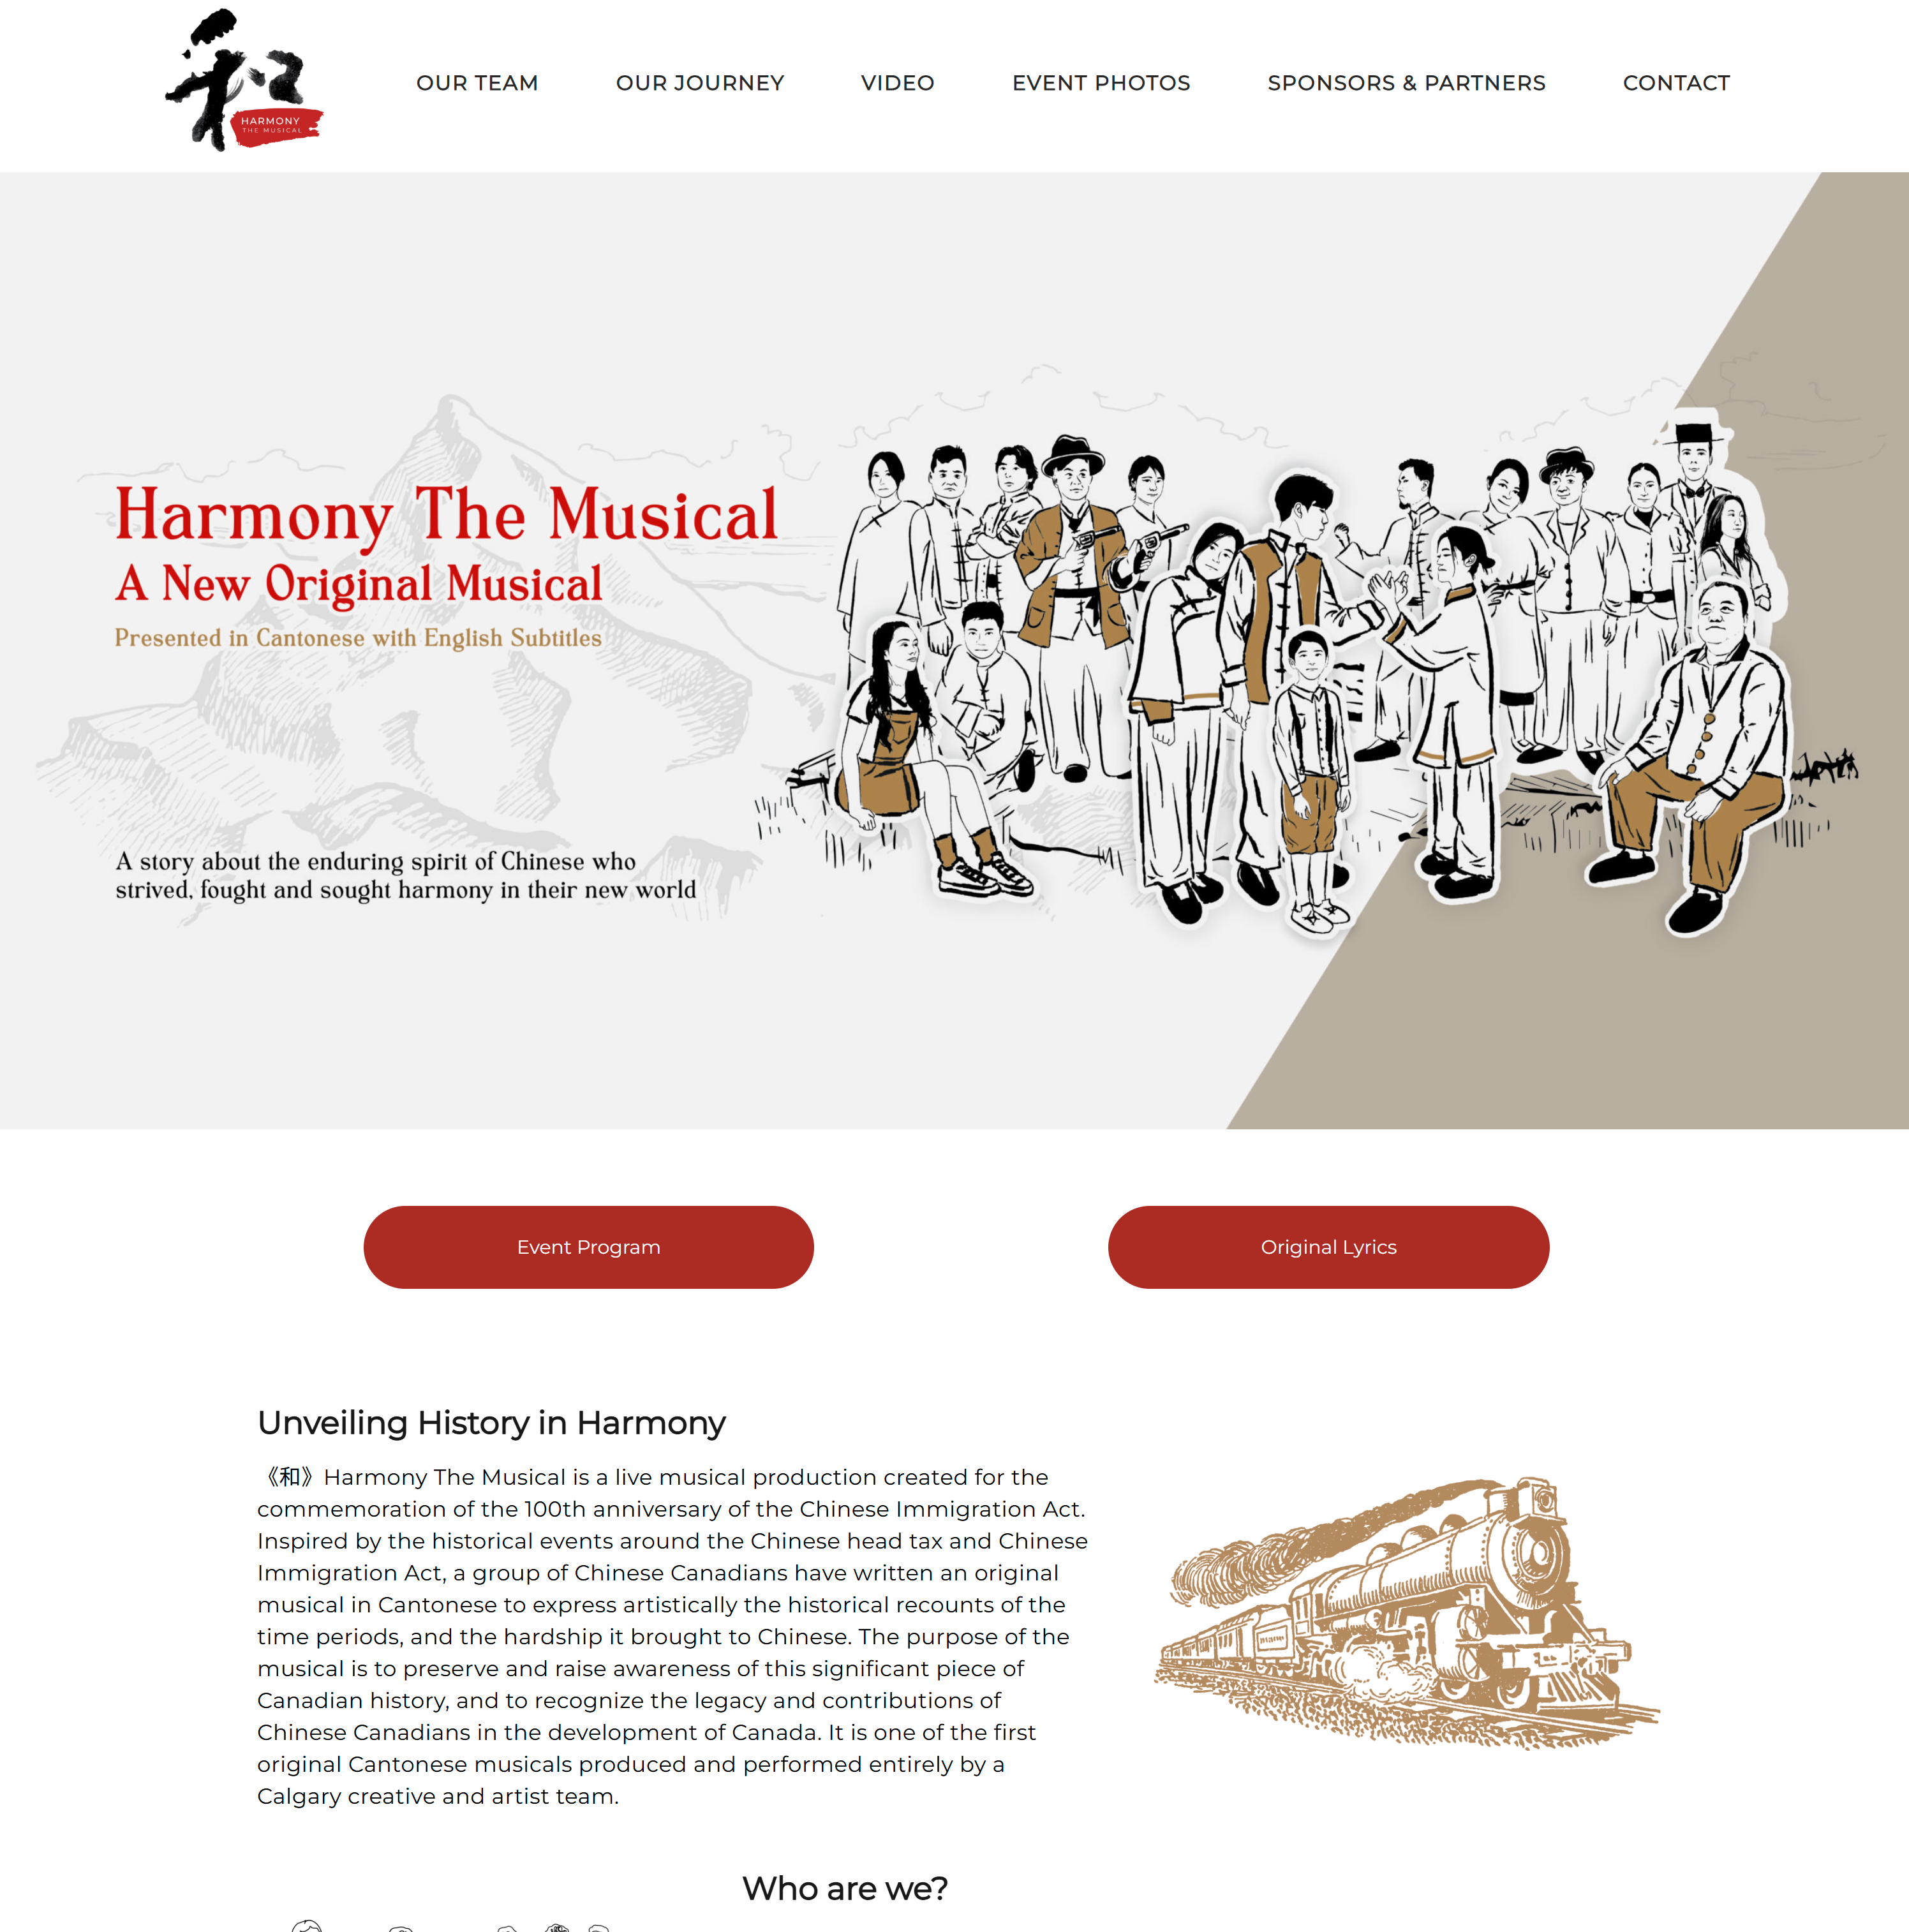 和
HARMONY
THE MUSICAL
OUR TEAM
OUR JOURNEY
VIDEO
EVENT PHOTOS
SPONSORS & PARTNERS
CONTACT
Harmony The Musical
A New Original Musical
Presented in Cantonese with English Subtitles
A story about the enduring spirit of Chinese who
strived, fought and sought harmony in their new world
Event Program
Original Lyrics
Unveiling History in Harmony
《和》Harmony The Musical is a live musical production created for the
commemoration of the 100th anniversary of the Chinese Immigration Act.
Inspired by the historical events around the Chinese head tax and Chinese
Immigration Act, a group of Chinese Canadians have written an original
musical in Cantonese to express artistically the historical recounts of the
time periods, and the hardship it brought to Chinese. The purpose of the
musical is to preserve and raise awareness of this significant piece of
Canadian history, and to recognize the legacy and contributions of
Chinese Canadians in the development of Canada. It is one of the first
original Cantonese musicals produced and performed entirely by a
Calgary creative and artist team.
Who are we?